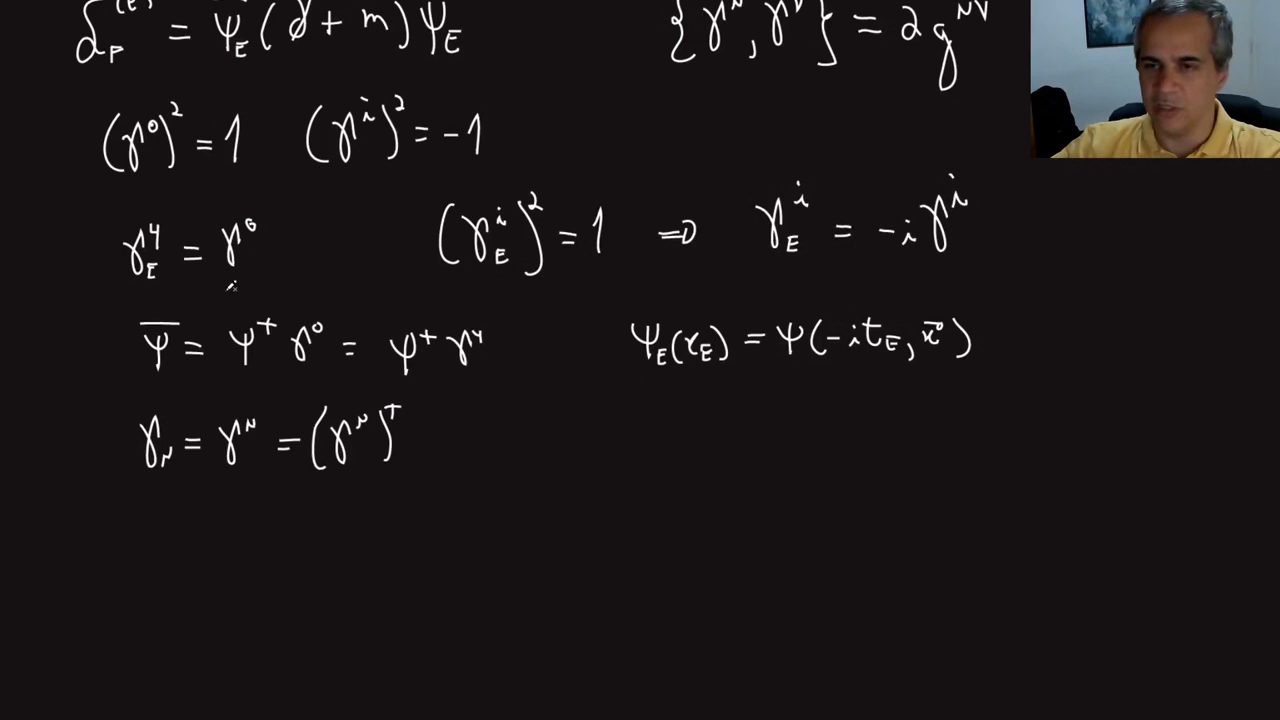 ℒ_F^(E) = ψ̄_E(∂̸ + m)ψ_E {γ^μ, γ^ν} = 2g^μν
(γ^0)^2 = 1 (γ^i)^2 = -1
γ_E^4 = γ^0 (γ_E^i)^2 = 1 ⇒ γ_E^i = -iγ^i
ψ̄ = ψ^† γ^0 = ψ^† γ^4 ψ_E(x_E) = ψ(-it_E, x⃗)
γ_μ = γ^μ = (γ^μ)^†